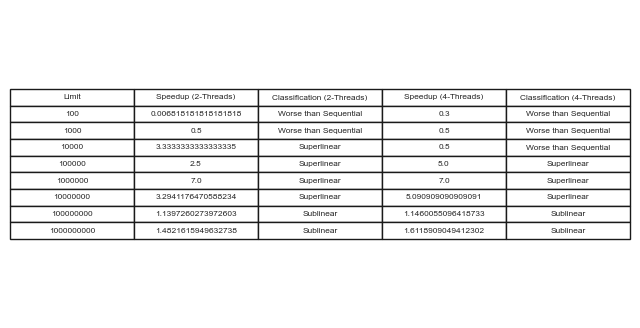 Limit Speedup (2-Threads) Classification (2-Threads) Speedup (4-Threads) Classification (4-Threads)
100 0.006818181818181818 Worse than Sequential 0.3 Worse than Sequential
1000 0.5 Worse than Sequential 0.5 Worse than Sequential
10000 3.3333333333333335 Superlinear 0.5 Worse than Sequential
100000 2.5 Superlinear 5.0 Superlinear
1000000 7.0 Superlinear 7.0 Superlinear
10000000 3.2941176470588234 Superlinear 5.090909090909091 Superlinear
100000000 1.1397260273972603 Sublinear 1.1460055096418733 Sublinear
1000000000 1.4821615949632738 Sublinear 1.6118909049412302 Sublinear